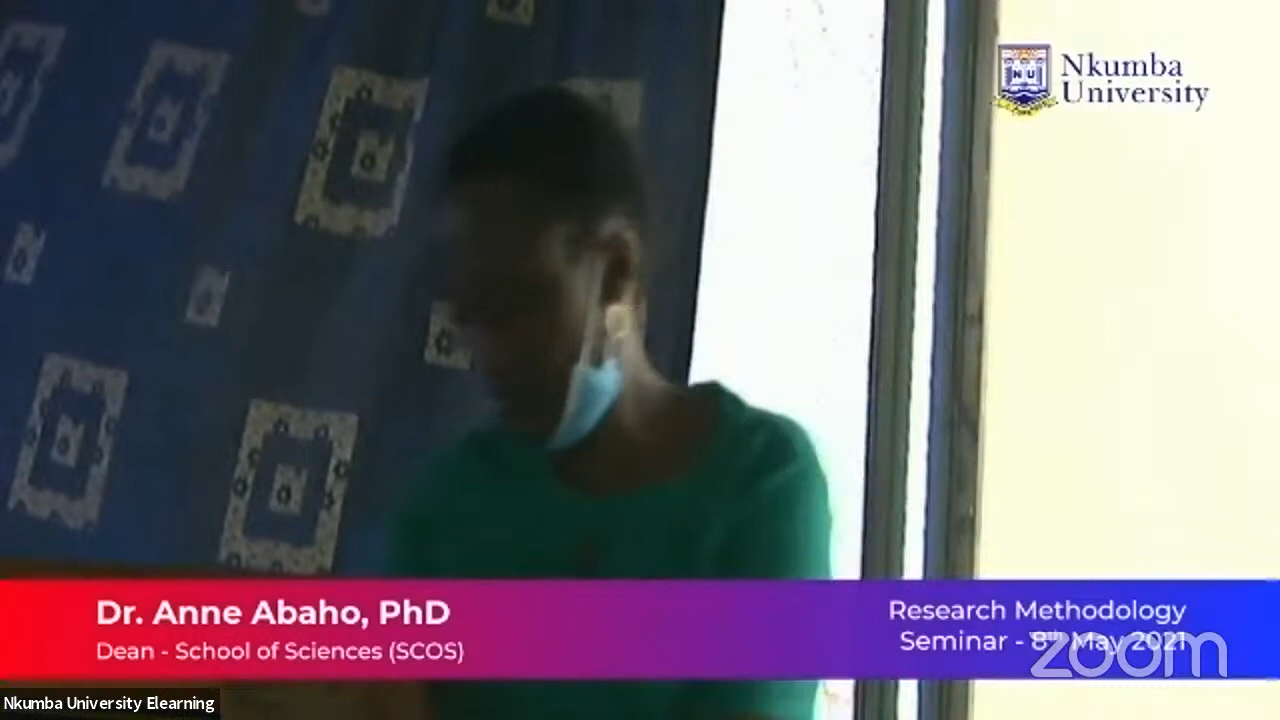 NU
Nkumba
University
Dr. Anne Abaho, PhD
Dean - School of Sciences (SCOS)
Research Methodology
Seminar - 8th May 2021
zoom
Nkumba University Elearning